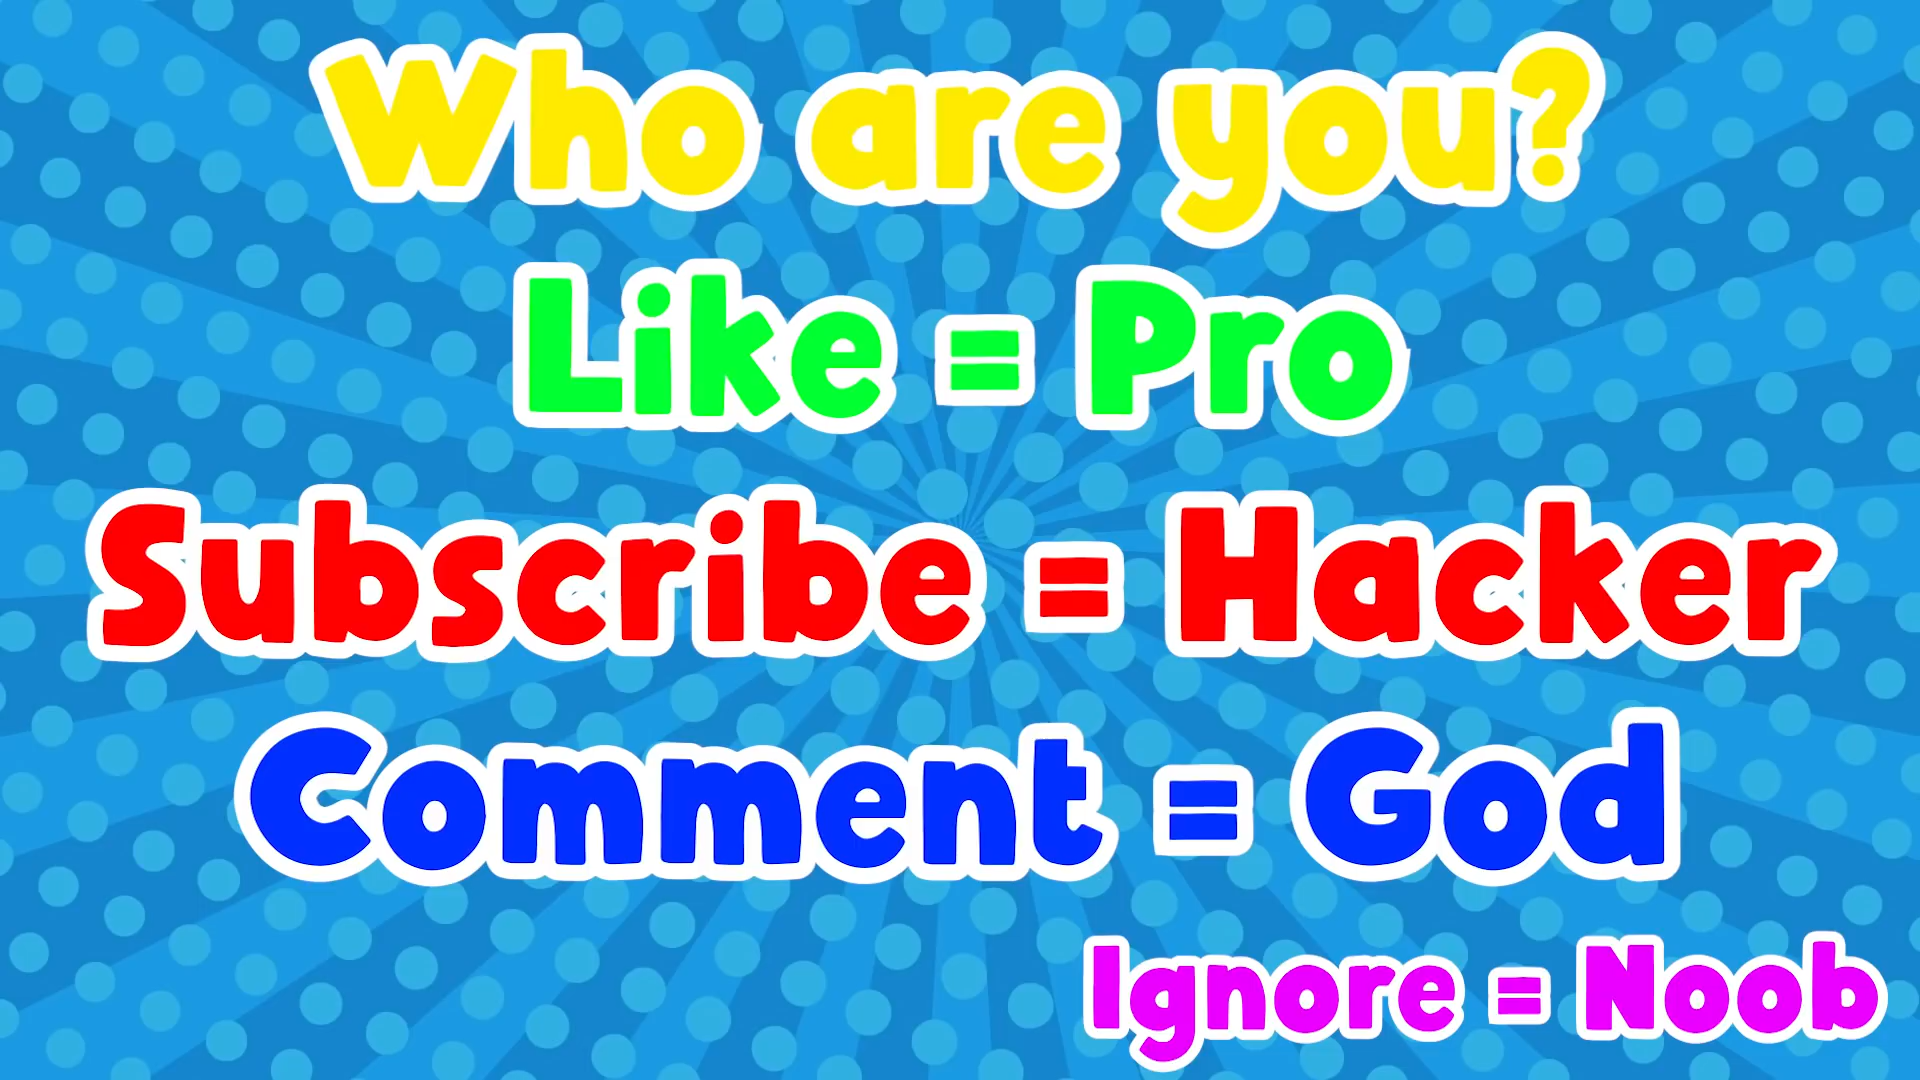 Who are you?
Like = Pro
Subscribe = Hacker
Comment = God
Ignore = Noob